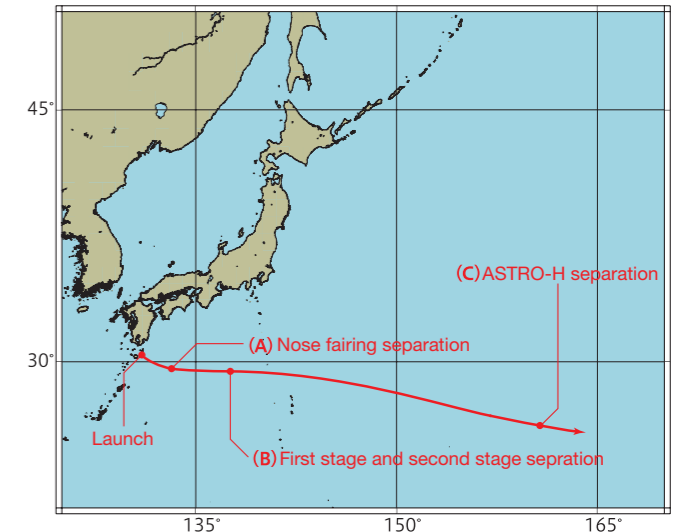 45°
(C)ASTRO-H separation
(A) Nose fairing separation
30°
Launch
(B)First stage and second stage sepration
135°
150°
165°